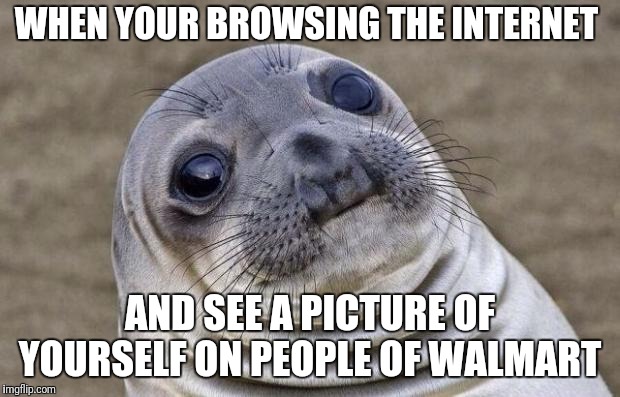 WHEN YOUR BROWSING THE INTERNET
AND SEE A PICTURE OF
YOURSELF ON PEOPLE OF WALMART
imgflip.com